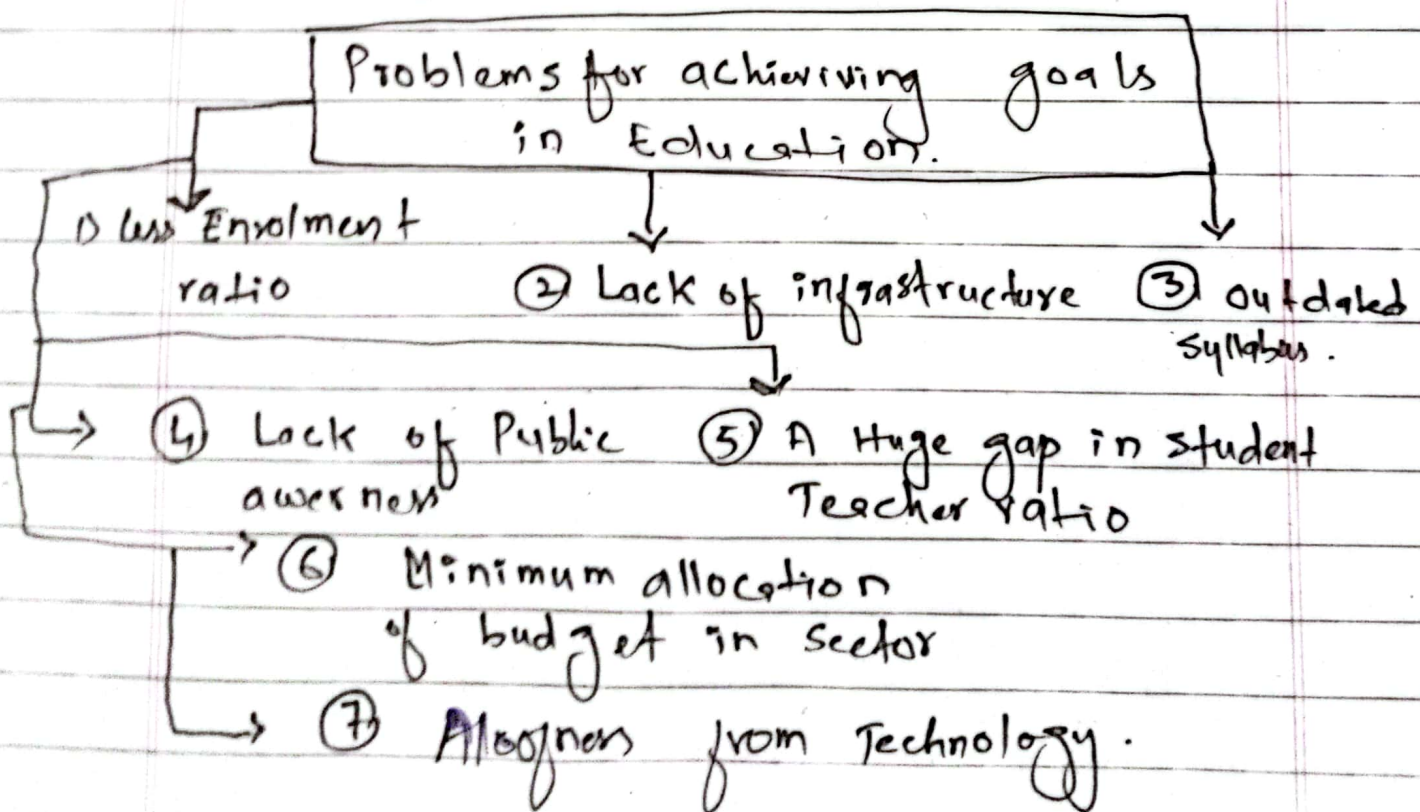 Problems for achieviving goals
in Education.
1) less Enrolment
ratio
② Lack of infrastructure
③ outdated
syllabus.
④ Lack of Public
awerness
⑤ A Huge gap in Student
Teacher ratio
⑥ Minimum allocation
of budget in sector
⑦ Aloofness from Technology.